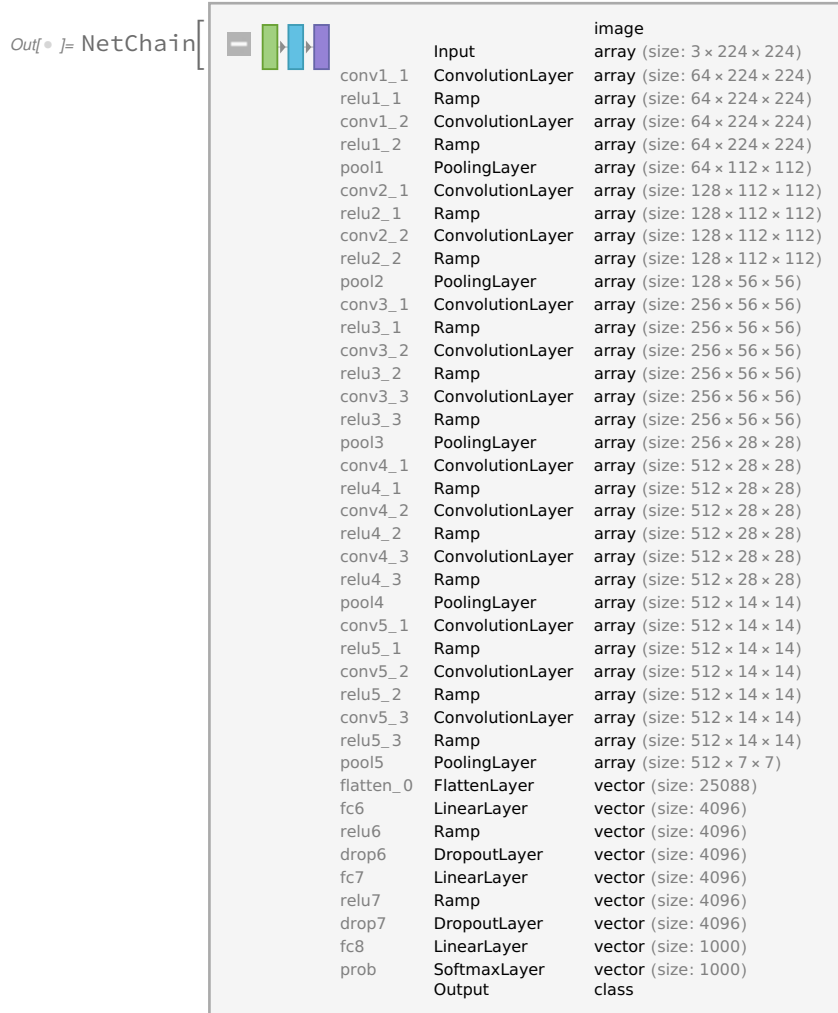 image
Out[ ]= NetChain[ Input array (size: 3 × 224 × 224)
conv1_1 ConvolutionLayer array (size: 64 × 224 × 224)
relu1_1 Ramp array (size: 64 × 224 × 224)
conv1_2 ConvolutionLayer array (size: 64 × 224 × 224)
relu1_2 Ramp array (size: 64 × 224 × 224)
pool1 PoolingLayer array (size: 64 × 112 × 112)
conv2_1 ConvolutionLayer array (size: 128 × 112 × 112)
relu2_1 Ramp array (size: 128 × 112 × 112)
conv2_2 ConvolutionLayer array (size: 128 × 112 × 112)
relu2_2 Ramp array (size: 128 × 112 × 112)
pool2 PoolingLayer array (size: 128 × 56 × 56)
conv3_1 ConvolutionLayer array (size: 256 × 56 × 56)
relu3_1 Ramp array (size: 256 × 56 × 56)
conv3_2 ConvolutionLayer array (size: 256 × 56 × 56)
relu3_2 Ramp array (size: 256 × 56 × 56)
conv3_3 ConvolutionLayer array (size: 256 × 56 × 56)
relu3_3 Ramp array (size: 256 × 56 × 56)
pool3 PoolingLayer array (size: 256 × 28 × 28)
conv4_1 ConvolutionLayer array (size: 512 × 28 × 28)
relu4_1 Ramp array (size: 512 × 28 × 28)
conv4_2 ConvolutionLayer array (size: 512 × 28 × 28)
relu4_2 Ramp array (size: 512 × 28 × 28)
conv4_3 ConvolutionLayer array (size: 512 × 28 × 28)
relu4_3 Ramp array (size: 512 × 28 × 28)
pool4 PoolingLayer array (size: 512 × 14 × 14)
conv5_1 ConvolutionLayer array (size: 512 × 14 × 14)
relu5_1 Ramp array (size: 512 × 14 × 14)
conv5_2 ConvolutionLayer array (size: 512 × 14 × 14)
relu5_2 Ramp array (size: 512 × 14 × 14)
conv5_3 ConvolutionLayer array (size: 512 × 14 × 14)
relu5_3 Ramp array (size: 512 × 14 × 14)
pool5 PoolingLayer array (size: 512 × 7 × 7)
flatten_0 FlattenLayer vector (size: 25088)
fc6 LinearLayer vector (size: 4096)
relu6 Ramp vector (size: 4096)
drop6 DropoutLayer vector (size: 4096)
fc7 LinearLayer vector (size: 4096)
relu7 Ramp vector (size: 4096)
drop7 DropoutLayer vector (size: 4096)
fc8 LinearLayer vector (size: 1000)
prob SoftmaxLayer vector (size: 1000)
Output class